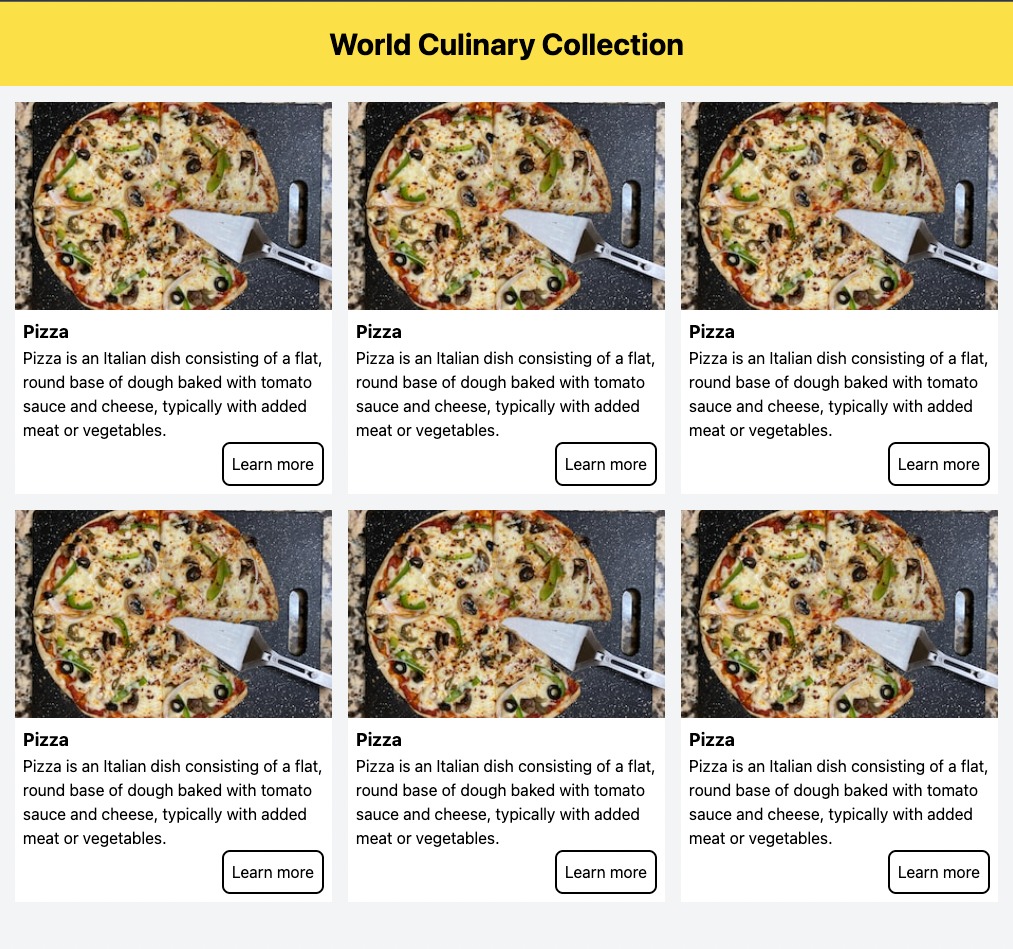 World Culinary Collection
Pizza
Pizza is an Italian dish consisting of a flat,
round base of dough baked with tomato
sauce and cheese, typically with added
meat or vegetables.
Learn more
Pizza
Pizza is an Italian dish consisting of a flat,
round base of dough baked with tomato
sauce and cheese, typically with added
meat or vegetables.
Learn more
Pizza
Pizza is an Italian dish consisting of a flat,
round base of dough baked with tomato
sauce and cheese, typically with added
meat or vegetables.
Learn more
Pizza
Pizza is an Italian dish consisting of a flat,
round base of dough baked with tomato
sauce and cheese, typically with added
meat or vegetables.
Learn more
Pizza
Pizza is an Italian dish consisting of a flat,
round base of dough baked with tomato
sauce and cheese, typically with added
meat or vegetables.
Learn more
Pizza
Pizza is an Italian dish consisting of a flat,
round base of dough baked with tomato
sauce and cheese, typically with added
meat or vegetables.
Learn more